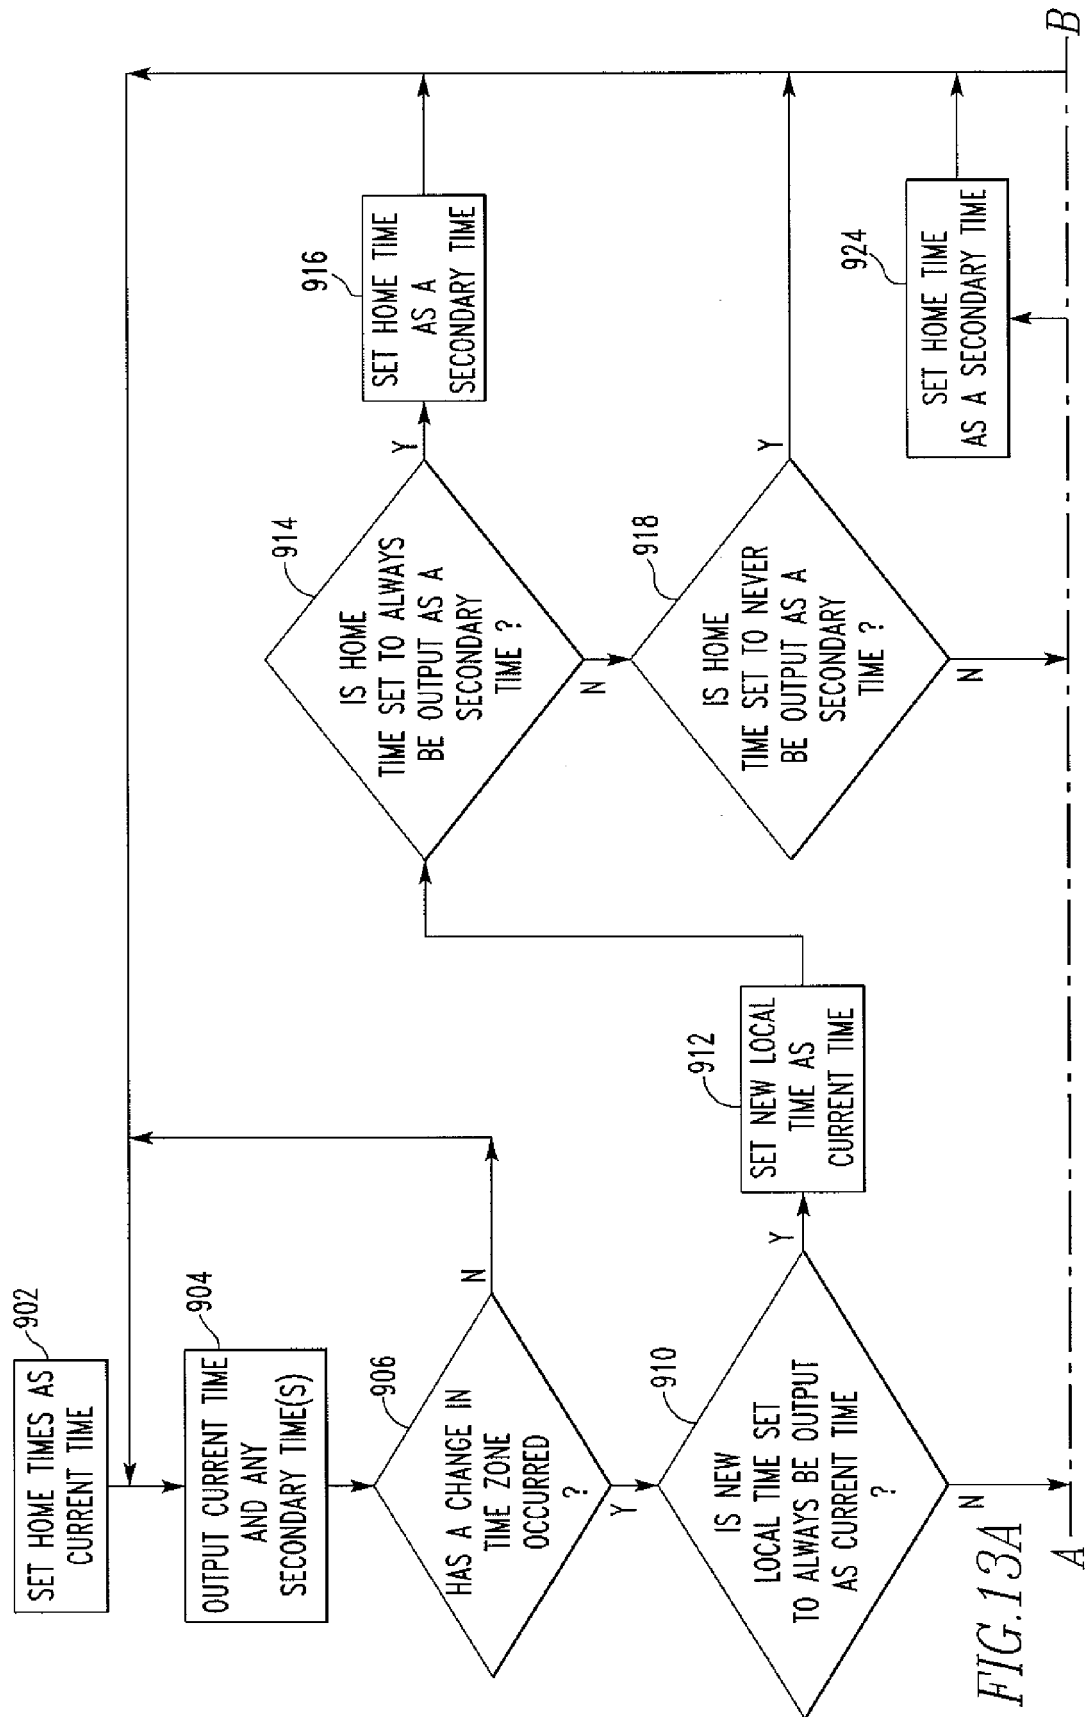 SET HOME TIMES AS
CURRENT TIME
902
OUTPUT CURRENT TIME
AND ANY
SECONDARY TIME(S)
904
HAS A CHANGE IN
TIME ZONE
OCCURRED
?
906
N
Y
IS NEW
LOCAL TIME SET
TO ALWAYS BE OUTPUT
AS CURRENT TIME
?
910
Y
N
SET NEW LOCAL
TIME AS
CURRENT TIME
912
IS HOME
TIME SET TO ALWAYS
BE OUTPUT AS A
SECONDARY
TIME ?
914
Y
N
SET HOME TIME
AS A
SECONDARY TIME
916
IS HOME
TIME SET TO NEVER
BE OUTPUT AS A
SECONDARY
TIME ?
918
Y
N
SET HOME TIME
AS A SECONDARY TIME
924
A
B
FIG.13A